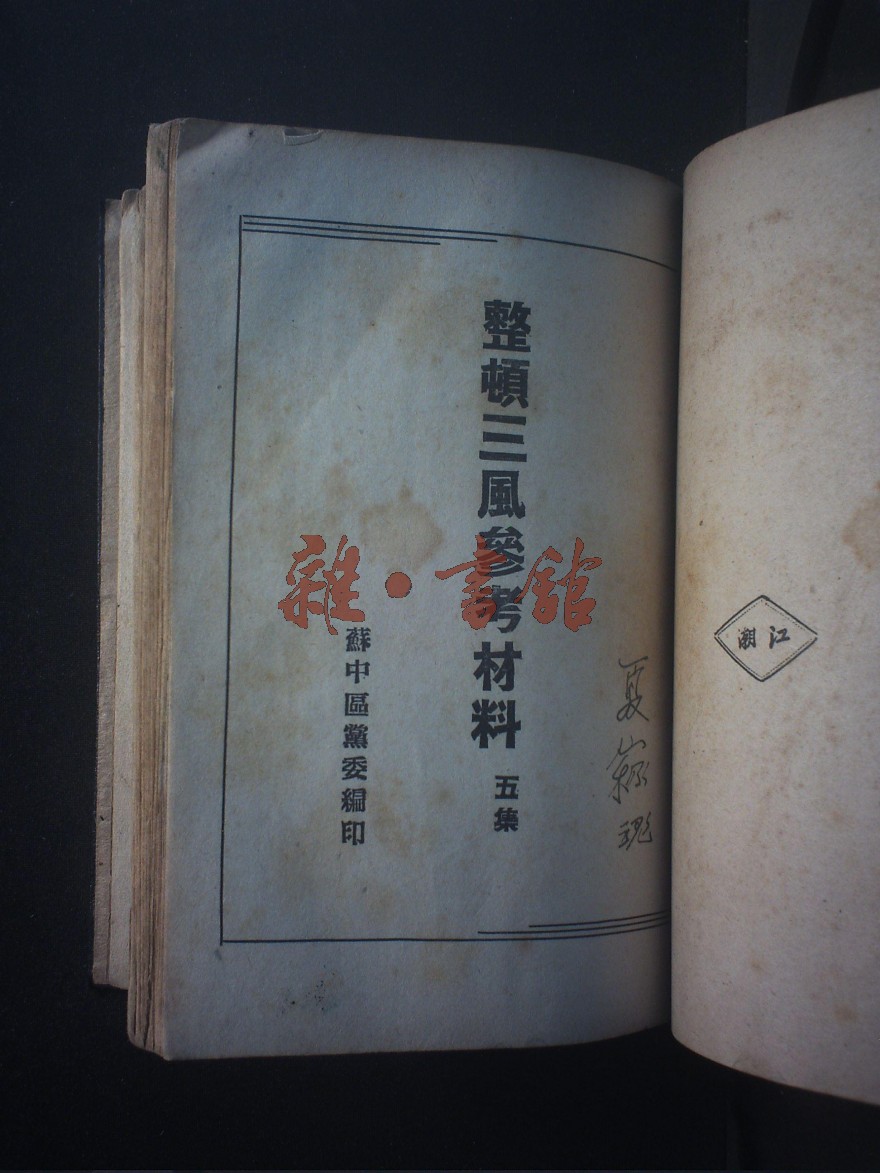 江潮
整頓三風參考材料 五集
蘇中區黨委編印
雜·書館